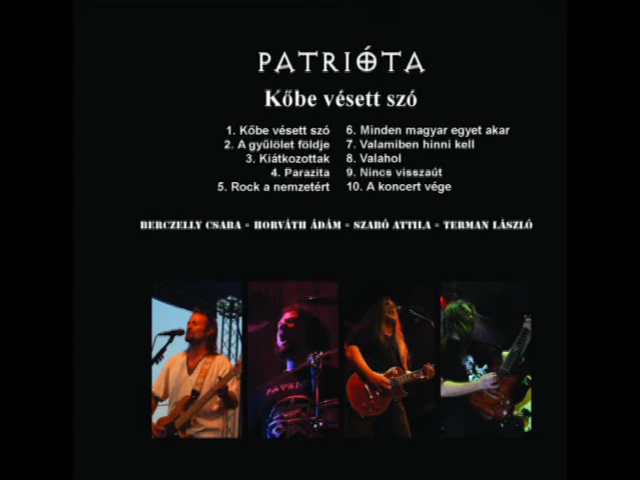 PATRIÓTA
Kőbe vésett szó
1. Kőbe vésett szó
2. A gyűlölet földje
3. Kiátkozottak
4. Parazita
5. Rock a nemzetért
6. Minden magyar egyet akar
7. Valamiben hinni kell
8. Valahol
9. Nincs visszaút
10. A koncert vége
BERCZELLY CSABA - HORVÁTH ÁDÁM - SZABÓ ATTILA - TERMAN LÁSZLÓ